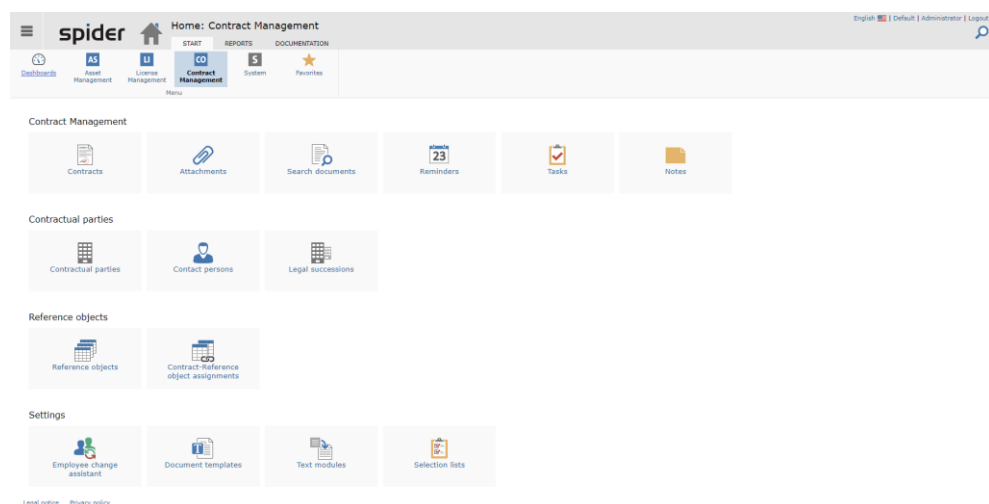 English | Default | Administrator | Logout
spider
Home: Contract Management
START REPORTS DOCUMENTATION
Dashboards
AS
Asset
Management
LI
License
Management
CO
Contract
Management
S
System
Favorites
Menu
Contract Management
Contracts
Attachments
Search documents
23
Reminders
Tasks
Notes
Contractual parties
Contractual parties
Contact persons
Legal successions
Reference objects
Reference objects
Contract-Reference
object assignments
Settings
Employee change
assistant
T
Document templates
Text modules
Selection lists
Legal notice Privacy policy